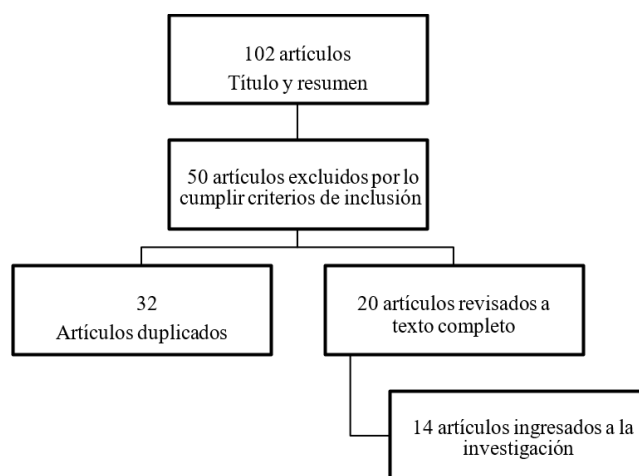 102 artículos
Título y resumen
50 artículos excluidos por lo
cumplir criterios de inclusión
32
Artículos duplicados
20 artículos revisados a
texto completo
14 artículos ingresados a la
investigación